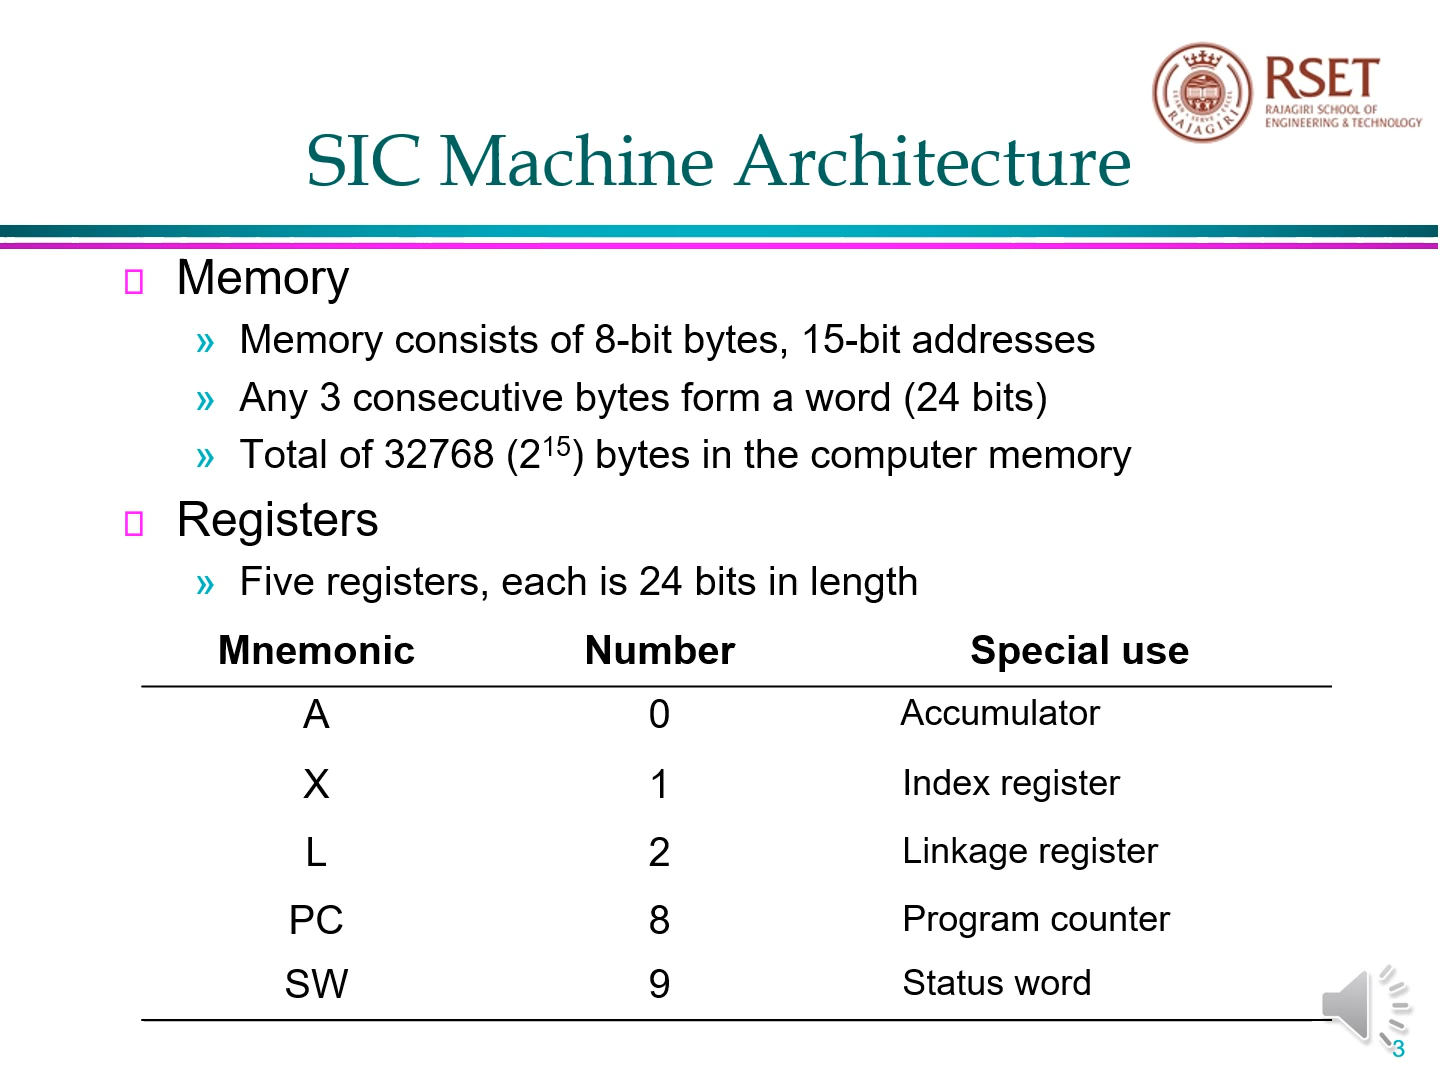 RSET
RAJAGIRI SCHOOL OF
ENGINEERING & TECHNOLOGY
RAJAGIRI
SIC Machine Architecture
Memory
» Memory consists of 8-bit bytes, 15-bit addresses
» Any 3 consecutive bytes form a word (24 bits)
» Total of 32768 (2¹⁵) bytes in the computer memory
Registers
» Five registers, each is 24 bits in length
Mnemonic Number Special use
A 0 Accumulator
X 1 Index register
L 2 Linkage register
PC 8 Program counter
SW 9 Status word
3